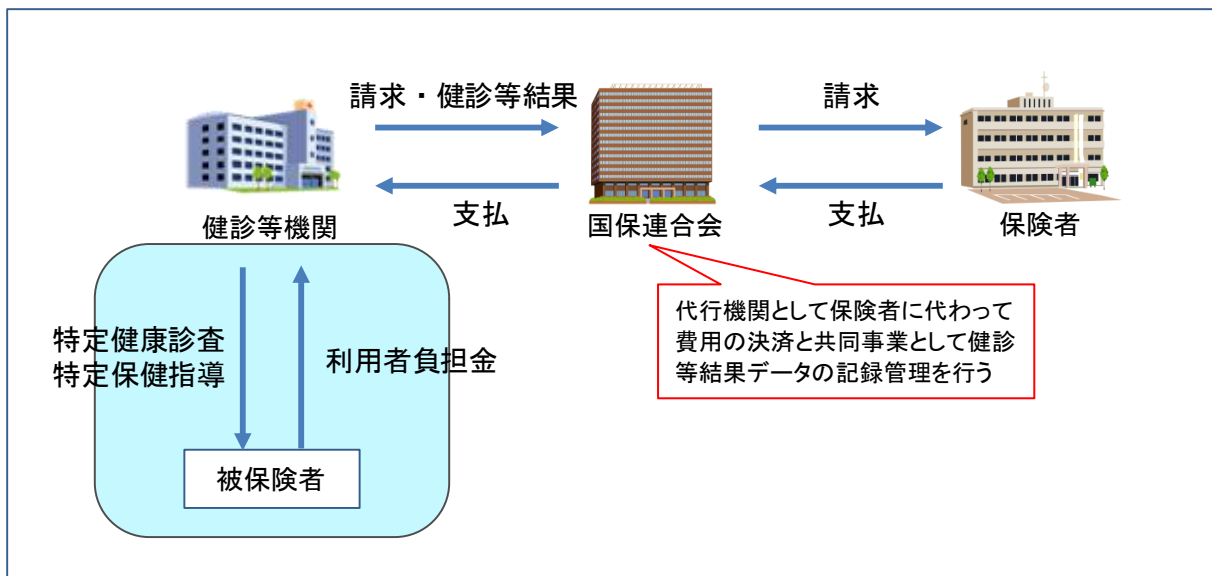 請求・健診等結果
請求
支払
支払
健診等機関
国保連合会
保険者
代行機関として保険者に代わって
費用の決済と共同事業として健診
等結果データの記録管理を行う
特定健康診査
特定保健指導
利用者負担金
被保険者